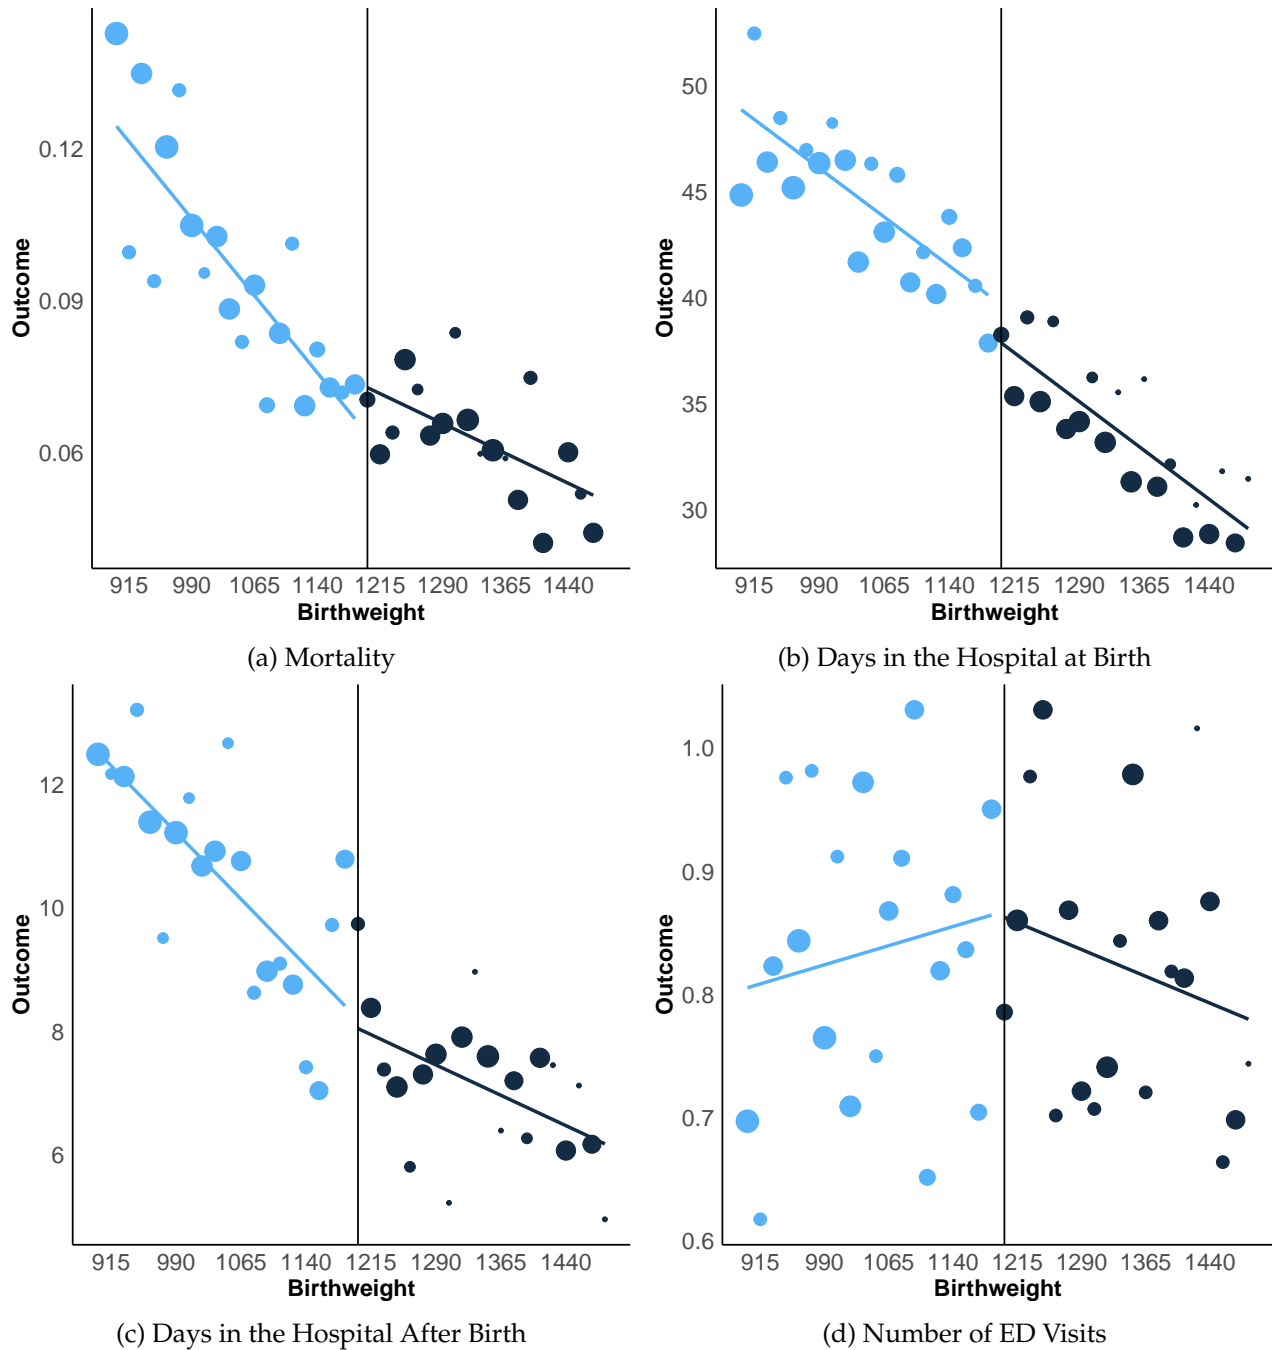 Outcome
0.12
0.09
0.06
915 990 1065 1140 1215 1290 1365 1440
Birthweight
(a) Mortality
Outcome
50
45
40
35
30
915 990 1065 1140 1215 1290 1365 1440
Birthweight
(b) Days in the Hospital at Birth
Outcome
12
10
8
6
915 990 1065 1140 1215 1290 1365 1440
Birthweight
(c) Days in the Hospital After Birth
Outcome
1.0
0.9
0.8
0.7
0.6
915 990 1065 1140 1215 1290 1365 1440
Birthweight
(d) Number of ED Visits